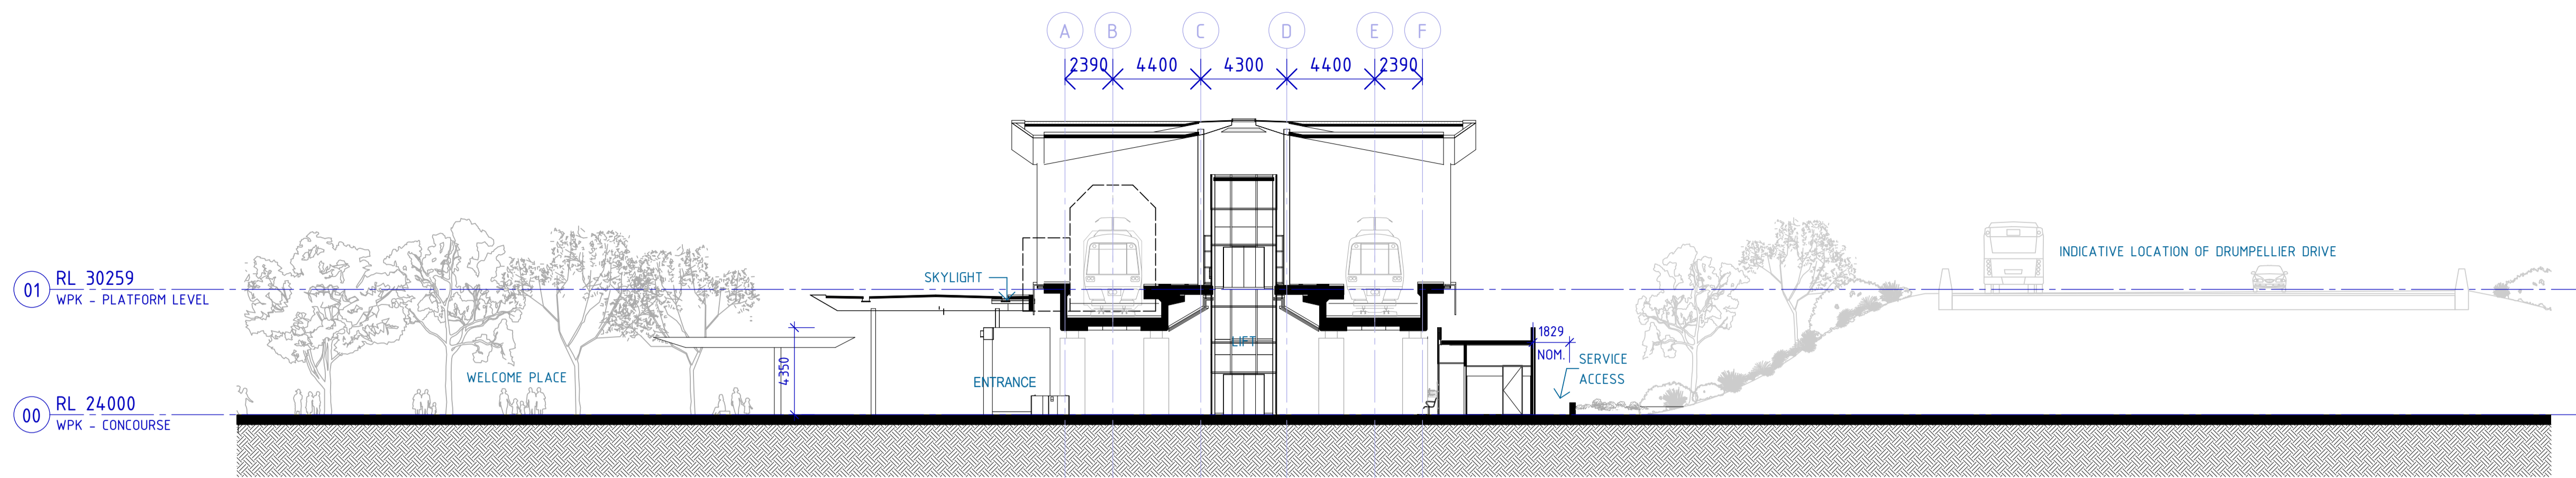 A B C D E F
2390 4400 4300 4400 2390
INDICATIVE LOCATION OF DRUMPELLIER DRIVE
01 RL 30259
WPK - PLATFORM LEVEL
SKYLIGHT
1829
NOM.
LIFT
SERVICE
ACCESS
4350
WELCOME PLACE
ENTRANCE
00 RL 24000
WPK - CONCOURSE